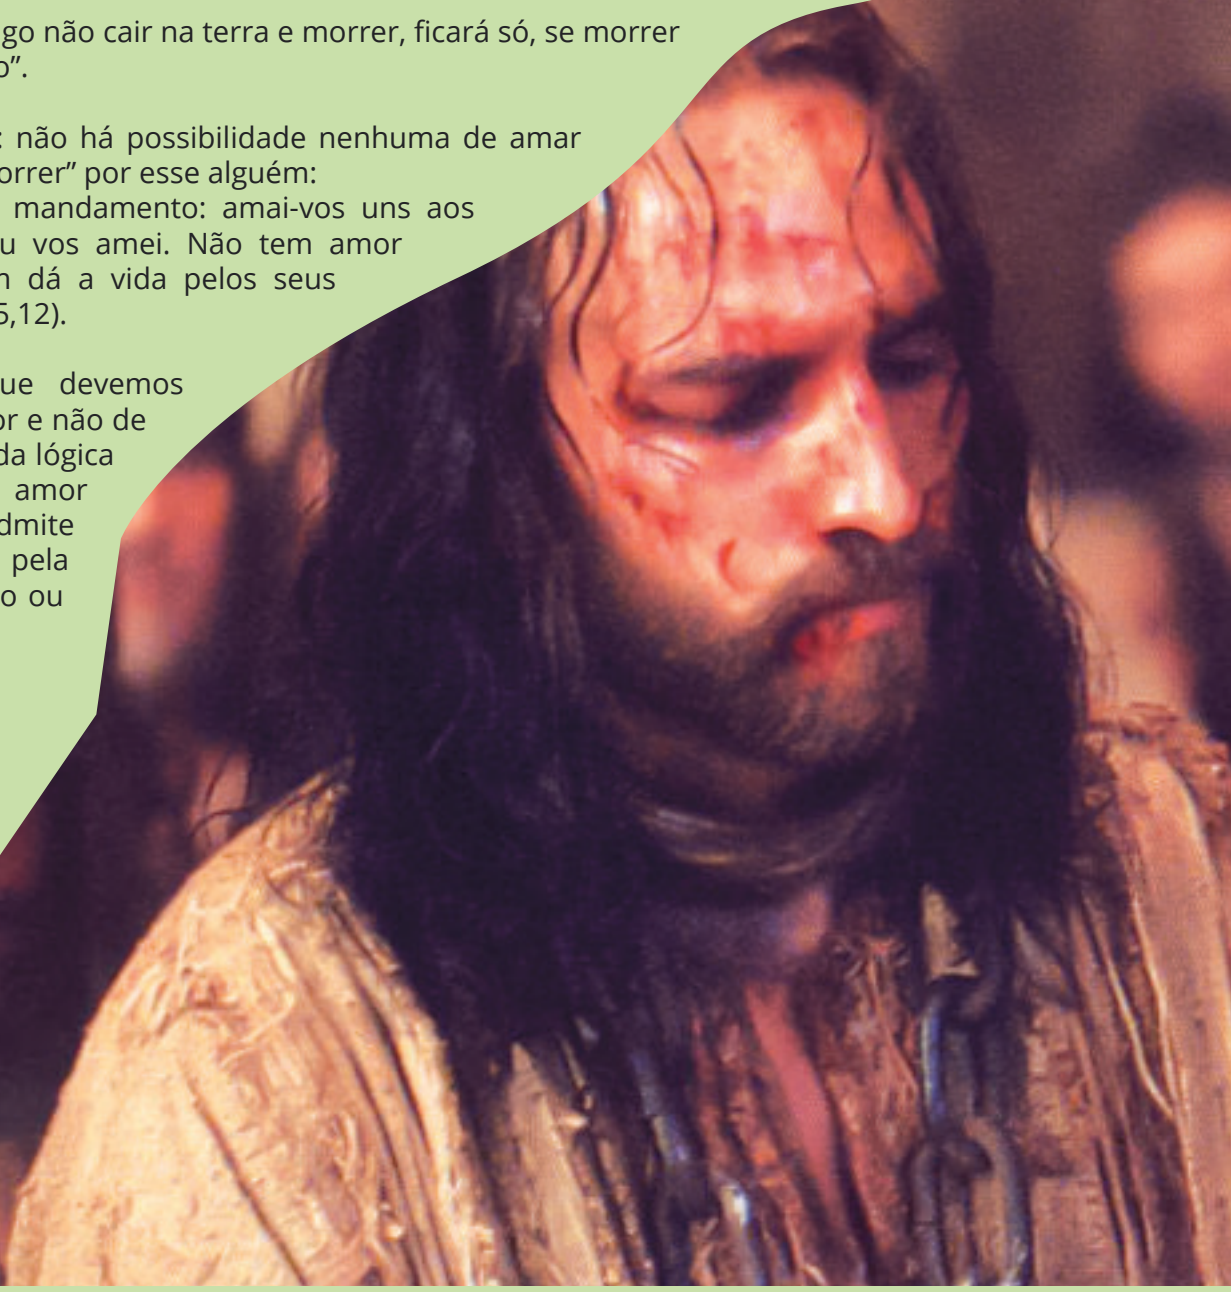 go não cair na terra e morrer, ficará só, se morrer
o”.
: não há possibilidade nenhuma de amar
orrer” por esse alguém:
mandamento: amai-vos uns aos
u vos amei. Não tem amor
m dá a vida pelos seus
5,12).
ue devemos
or e não de
da lógica
amor
dmite
pela
o ou